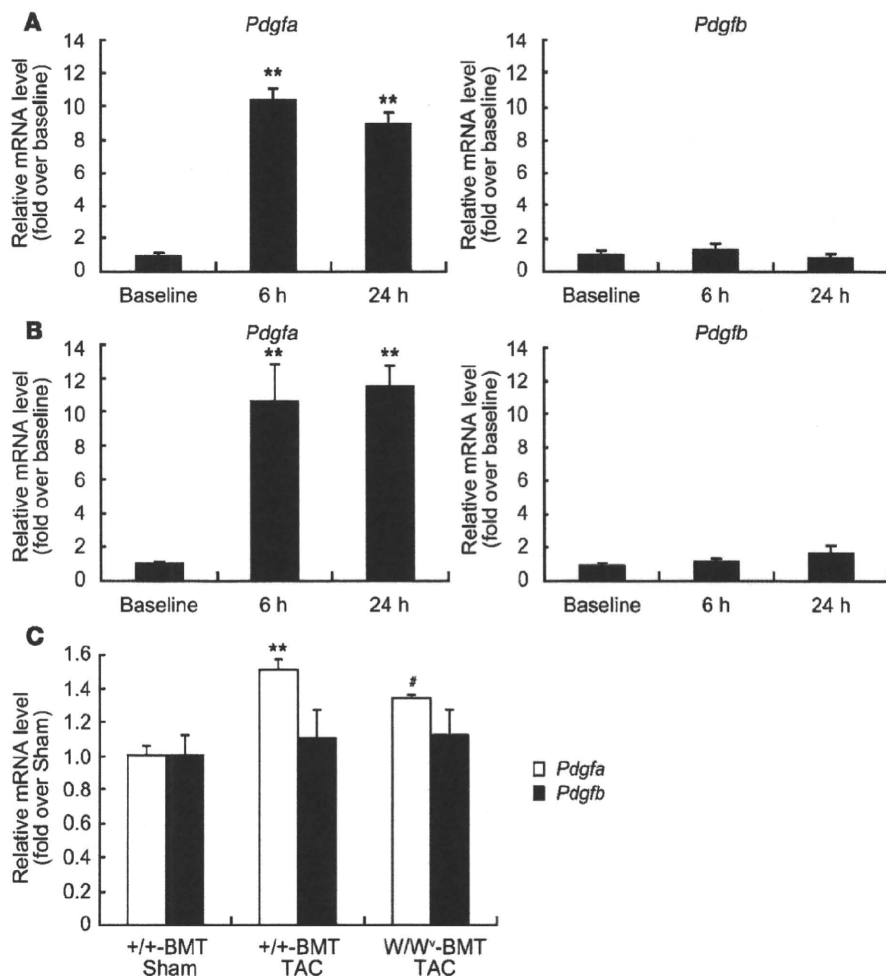 A
Pdgfa
Pdgfb
Relative mRNA level
(fold over baseline)
14
12
10
8
6
4
2
0
**
**
Baseline
6 h
24 h
Relative mRNA level
(fold over baseline)
14
12
10
8
6
4
2
0
Baseline
6 h
24 h
B
Pdgfa
Pdgfb
Relative mRNA level
(fold over baseline)
14
12
10
8
6
4
2
0
**
**
Baseline
6 h
24 h
Relative mRNA level
(fold over baseline)
14
12
10
8
6
4
2
0
Baseline
6 h
24 h
C
Relative mRNA level
(fold over Sham)
1.6
1.4
1.2
1.0
0.8
0.6
0.4
0.2
0
**
#
+/+-BMT
Sham
+/+-BMT
TAC
W/Wᵛ-BMT
TAC
Pdgfa
Pdgfb